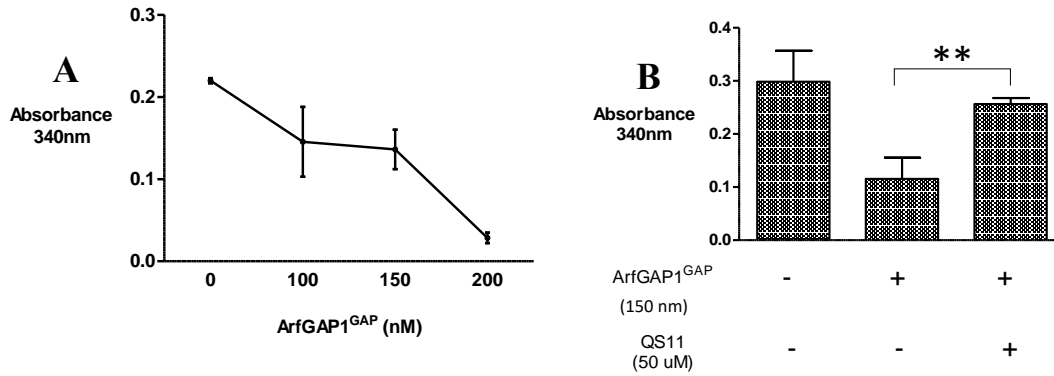 A
Absorbance
340nm
0.3
0.2
0.1
0.0
0 100 150 200
ArfGAP1GAP (nM)
B
Absorbance
340nm
0.4
0.3
0.2
0.1
0.0
**
ArfGAP1GAP - + +
(150 nm)
QS11 - - +
(50 uM)